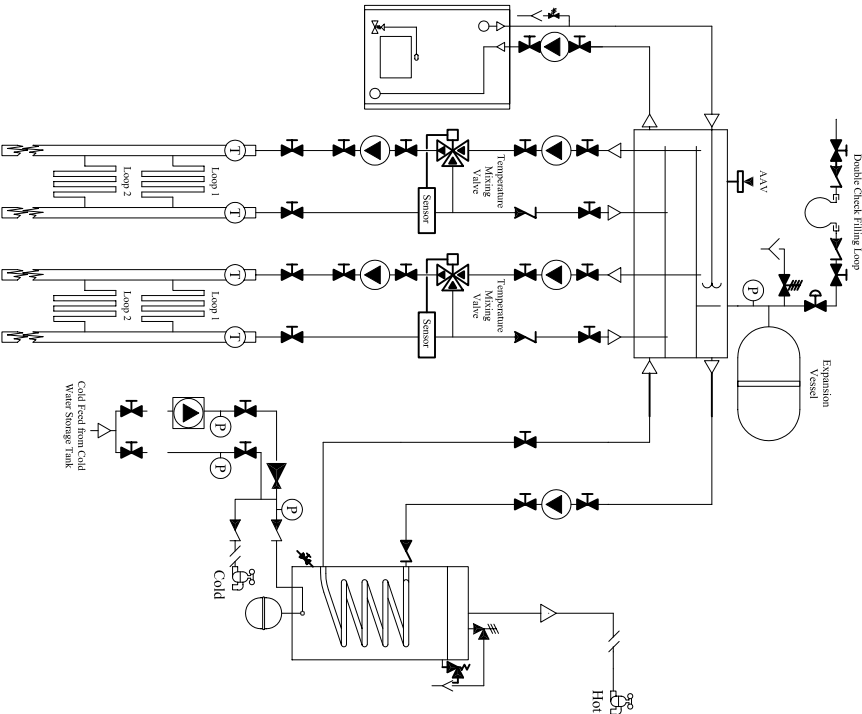 Double Check Filling Loop
AAV
P
Expansion
Vessel
Temperature
Mixing
Valve
Sensor
T
T
Loop 1
Loop 2
Temperature
Mixing
Valve
Sensor
T
T
Loop 1
Loop 2
Hot
Cold
P
P
P
Cold Feed from Cold
Water Storage Tank